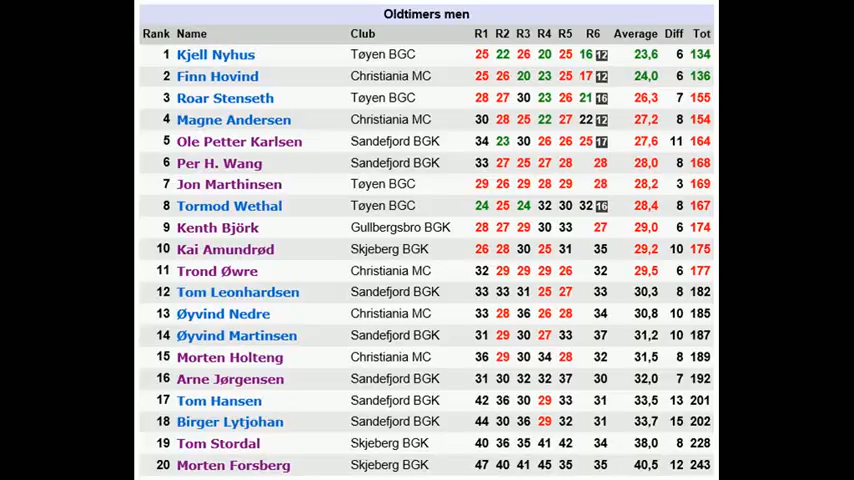 Oldtimers men
Rank Name Club R1 R2 R3 R4 R5 R6 Average Diff Tot
1 Kjell Nyhus Tøyen BGC 25 22 26 20 25 16 12 23,6 6 134
2 Finn Hovind Christiania MC 25 26 20 23 25 17 12 24,0 6 136
3 Roar Stenseth Tøyen BGC 28 27 30 23 26 21 16 26,3 7 155
4 Magne Andersen Christiania MC 30 28 25 22 27 22 12 27,2 8 154
5 Ole Petter Karlsen Sandefjord BGK 34 23 30 26 26 25 17 27,6 11 164
6 Per H. Wang Sandefjord BGK 33 27 25 27 28 28 28,0 8 168
7 Jon Marthinsen Tøyen BGC 29 26 29 28 29 28 28,2 3 169
8 Tormod Wethal Tøyen BGC 24 25 24 32 30 32 16 28,4 8 167
9 Kenth Björk Gullbergsbro BGK 28 27 29 30 33 27 29,0 6 174
10 Kai Amundrød Skjeberg BGK 26 28 30 25 31 35 29,2 10 175
11 Trond Øwre Christiania MC 32 29 29 29 26 32 29,5 6 177
12 Tom Leonhardsen Sandefjord BGK 33 33 31 25 27 33 30,3 8 182
13 Øyvind Nedre Christiania MC 33 28 36 26 28 34 30,8 10 185
14 Øyvind Martinsen Sandefjord BGK 31 29 30 27 33 37 31,2 10 187
15 Morten Holteng Christiania MC 36 29 30 34 28 32 31,5 8 189
16 Arne Jørgensen Sandefjord BGK 31 30 32 32 37 30 32,0 7 192
17 Tom Hansen Sandefjord BGK 42 36 30 29 33 31 33,5 13 201
18 Birger Lytjohan Sandefjord BGK 44 30 36 29 32 31 33,7 15 202
19 Tom Stordal Skjeberg BGK 40 36 35 41 42 34 38,0 8 228
20 Morten Forsberg Skjeberg BGK 47 40 41 45 35 35 40,5 12 243